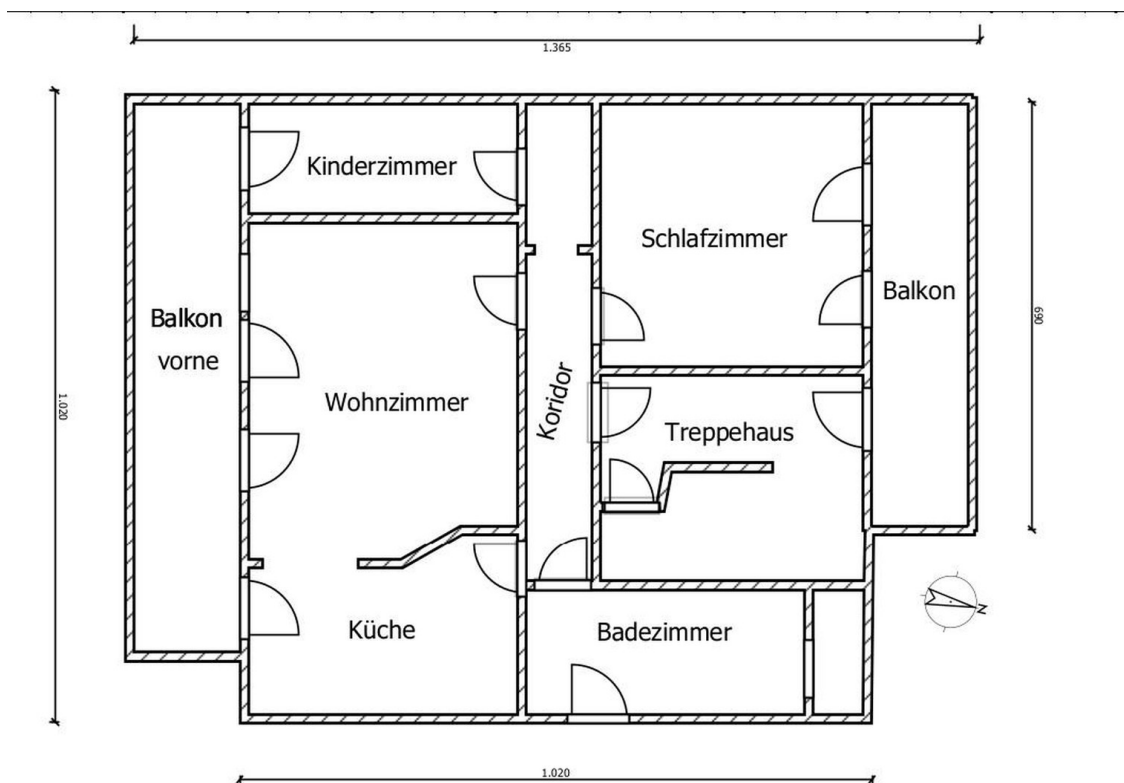 1.365
Kinderzimmer
Schlafzimmer
Balkon
Balkon
vorne
690
1.020
Wohnzimmer
Koridor
Treppehaus
Küche
Badezimmer
N
1.020